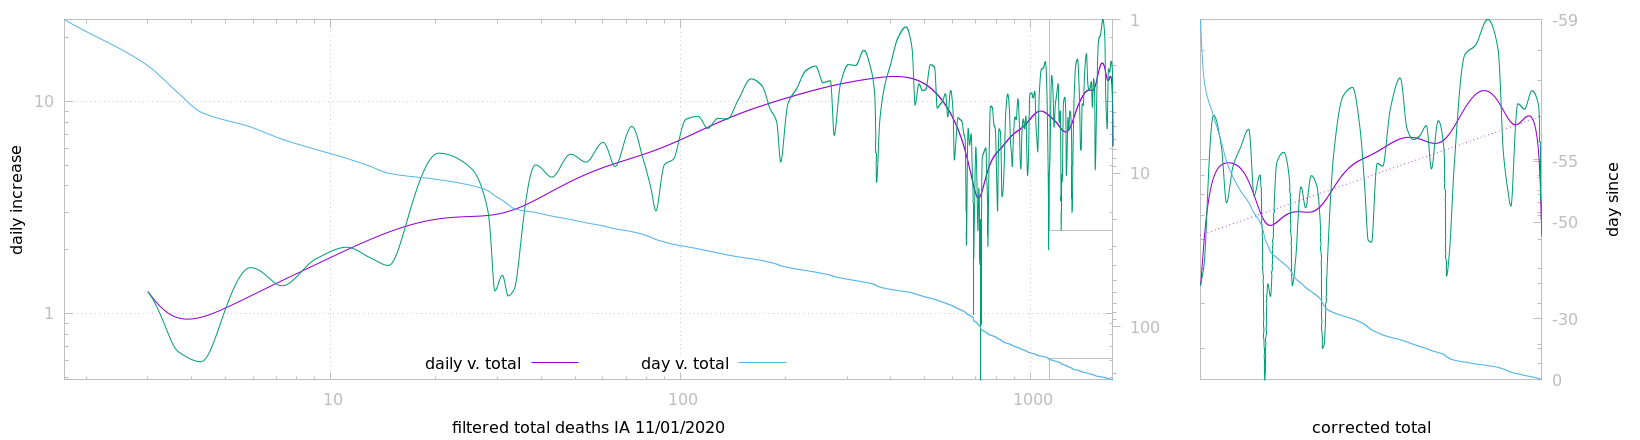 daily increase
10
1
daily v. total
day v. total
10
100
1000
filtered total deaths IA 11/01/2020
1
10
100
-59
-55
-50
-30
0
day since
corrected total